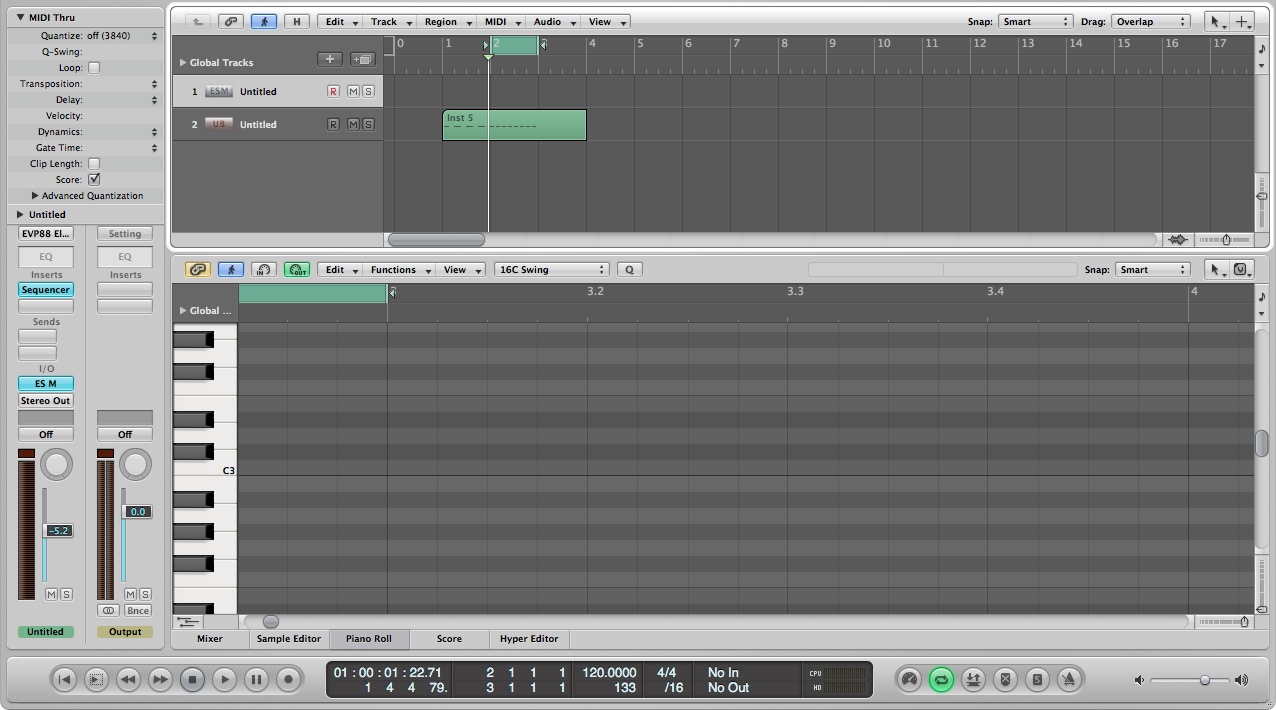 MIDI Thru
Quantize: off (3840)
Q-Swing:
Loop:
Transposition:
Delay:
Velocity:
Dynamics:
Gate Time:
Clip Length:
Score:
Advanced Quantization
Untitled
EVP88 El... Setting
EQ EQ
Inserts Inserts
Sequencer
Sends
I/O
ES M
Stereo Out
Off Off
-5.2 0.0
M S M S
Bnce
Untitled Output
H Edit Track Region MIDI Audio View Snap: Smart Drag: Overlap
0 1 2 3 4 5 6 7 8 9 10 11 12 13 14 15 16 17
Global Tracks
1 ESM Untitled R M S
2 UB Untitled R M S
Inst 5
IN OUT Edit Functions View 16C Swing Q Snap: Smart
3 3.2 3.3 3.4 4
Global ...
C3
Mixer Sample Editor Piano Roll Score Hyper Editor
01 : 00 : 01 : 22.71 2 1 1 1 120.0000 4/4 No In CPU
1 4 4 79. 3 1 1 1 133 /16 No Out HD
S